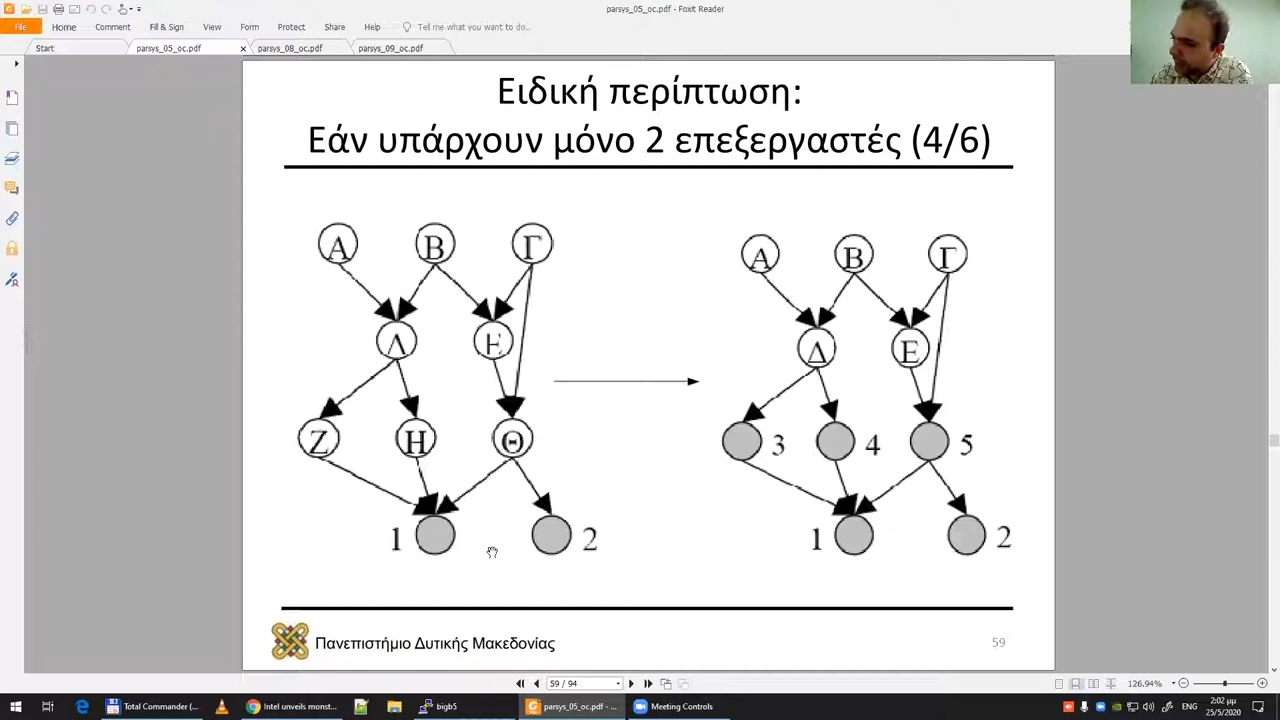 parsys_05_oc.pdf - Foxit Reader
File Home Comment Fill & Sign View Form Protect Share Help Tell me what you want to do..
Start parsys_05_oc.pdf parsys_08_oc.pdf parsys_09_oc.pdf
Ειδική περίπτωση:
Εάν υπάρχουν μόνο 2 επεξεργαστές (4/6)
Α Β Γ
Δ Ε
Ζ Η Θ
1 2
Α Β Γ
Δ Ε
3 4 5
1 2
Πανεπιστήμιο Δυτικής Μακεδονίας
59
59 / 94
126.94%
Total Commander (... Intel unveils monst... bigb5 parsys_05_oc.pdf - ... Meeting Controls
ENG
2:02 μμ
25/5/2020